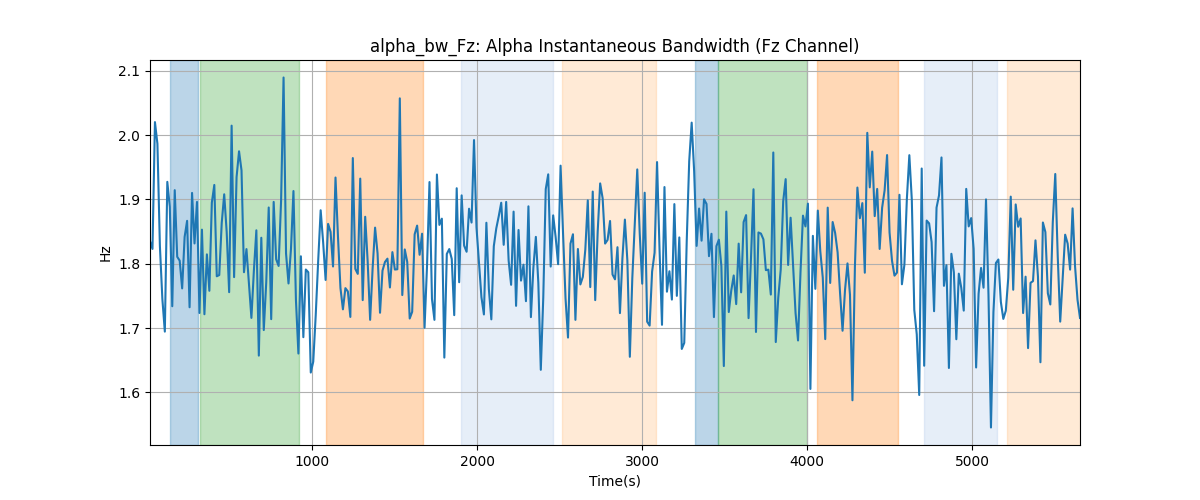 alpha_bw_Fz: Alpha Instantaneous Bandwidth (Fz Channel)
2.1
2.0
1.9
1.8
1.7
1.6
Hz
1000 2000 3000 4000 5000
Time(s)